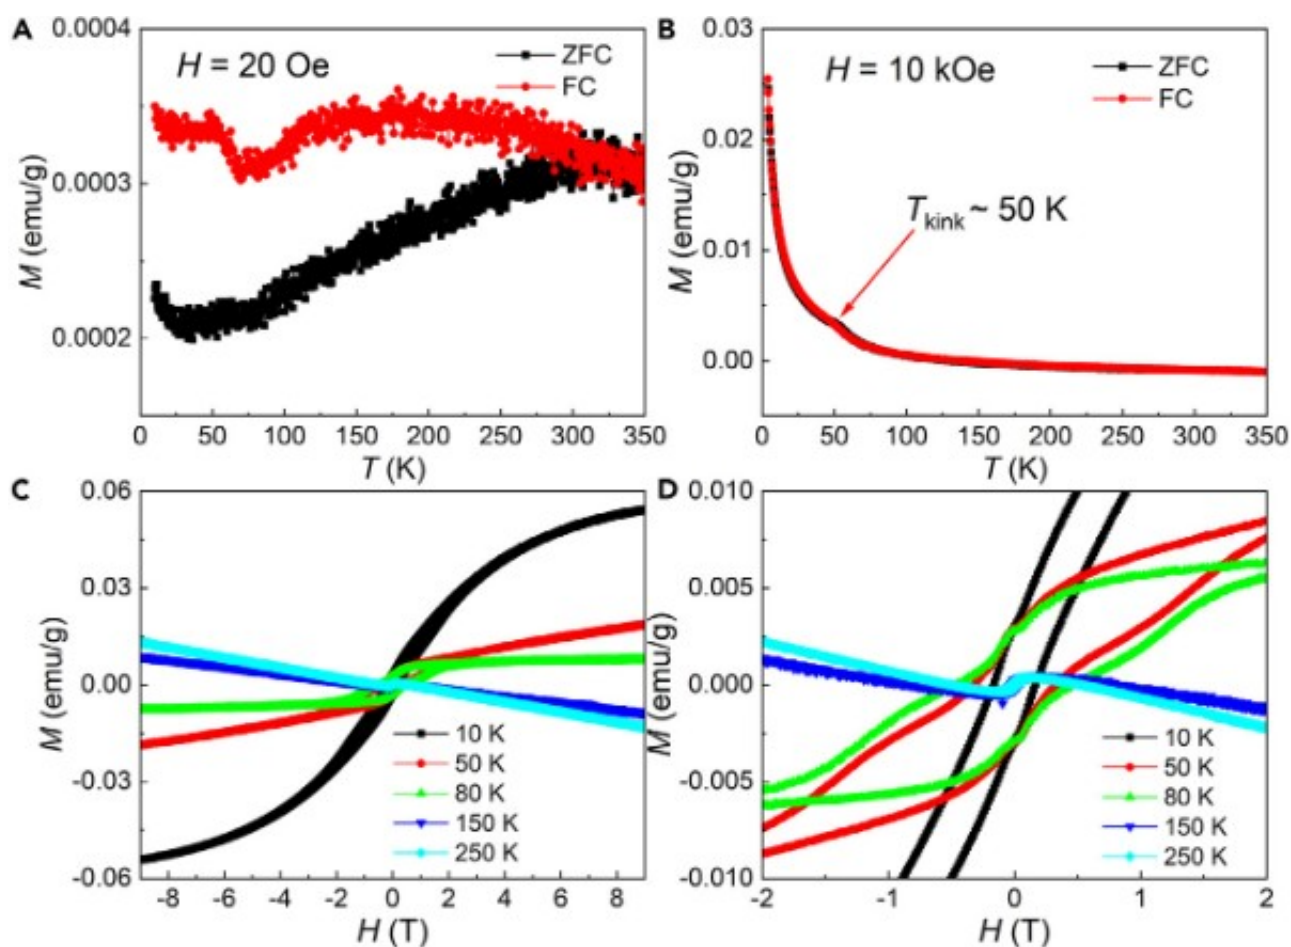 A
0.0004
H = 20 Oe
ZFC
FC
0.0003
0.0002
M (emu/g)
0 50 100 150 200 250 300 350
T (K)
B
0.03
H = 10 kOe
ZFC
FC
0.02
Tkink ~ 50 K
0.01
0.00
M (emu/g)
0 50 100 150 200 250 300 350
T (K)
C
0.06
0.03
0.00
-0.03
-0.06
M (emu/g)
10 K
50 K
80 K
150 K
250 K
-8 -6 -4 -2 0 2 4 6 8
H (T)
D
0.010
0.005
0.000
-0.005
-0.010
M (emu/g)
10 K
50 K
80 K
150 K
250 K
-2 -1 0 1 2
H (T)